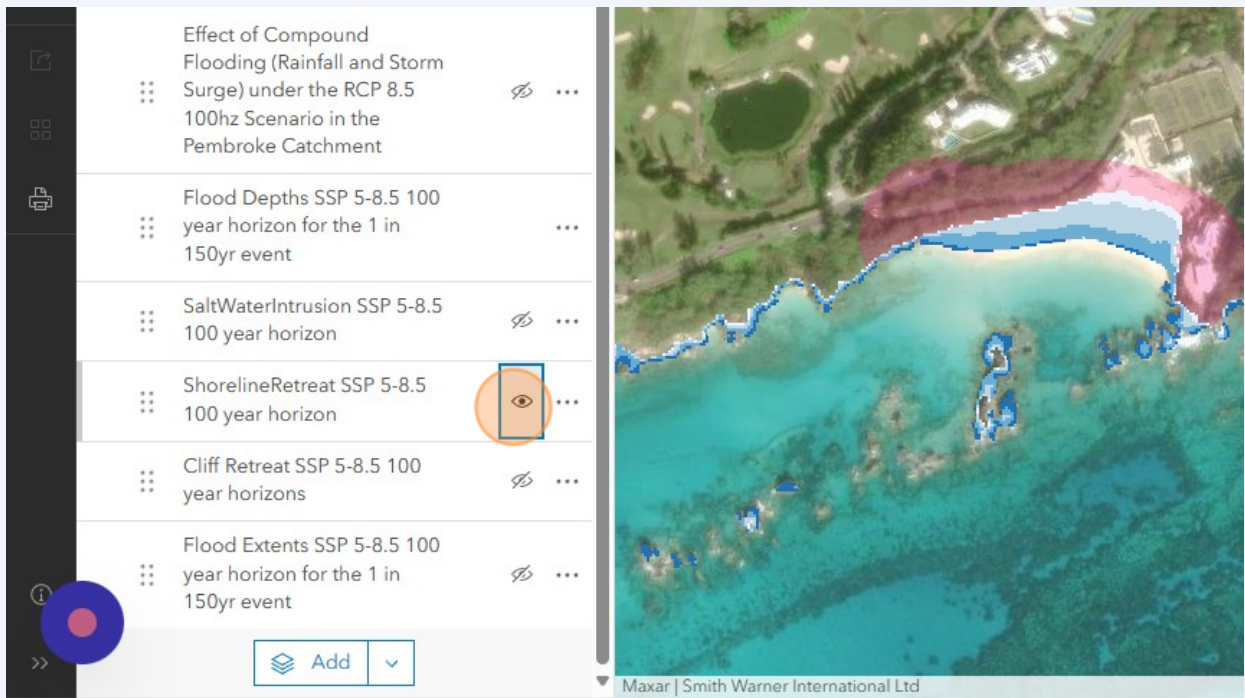 Effect of Compound
Flooding (Rainfall and Storm
Surge) under the RCP 8.5
100hz Scenario in the
Pembroke Catchment
Flood Depths SSP 5-8.5 100
year horizon for the 1 in
150yr event
SaltWaterIntrusion SSP 5-8.5
100 year horizon
ShorelineRetreat SSP 5-8.5
100 year horizon
Cliff Retreat SSP 5-8.5 100
year horizons
Flood Extents SSP 5-8.5 100
year horizon for the 1 in
150yr event
Add
Maxar | Smith Warner International Ltd